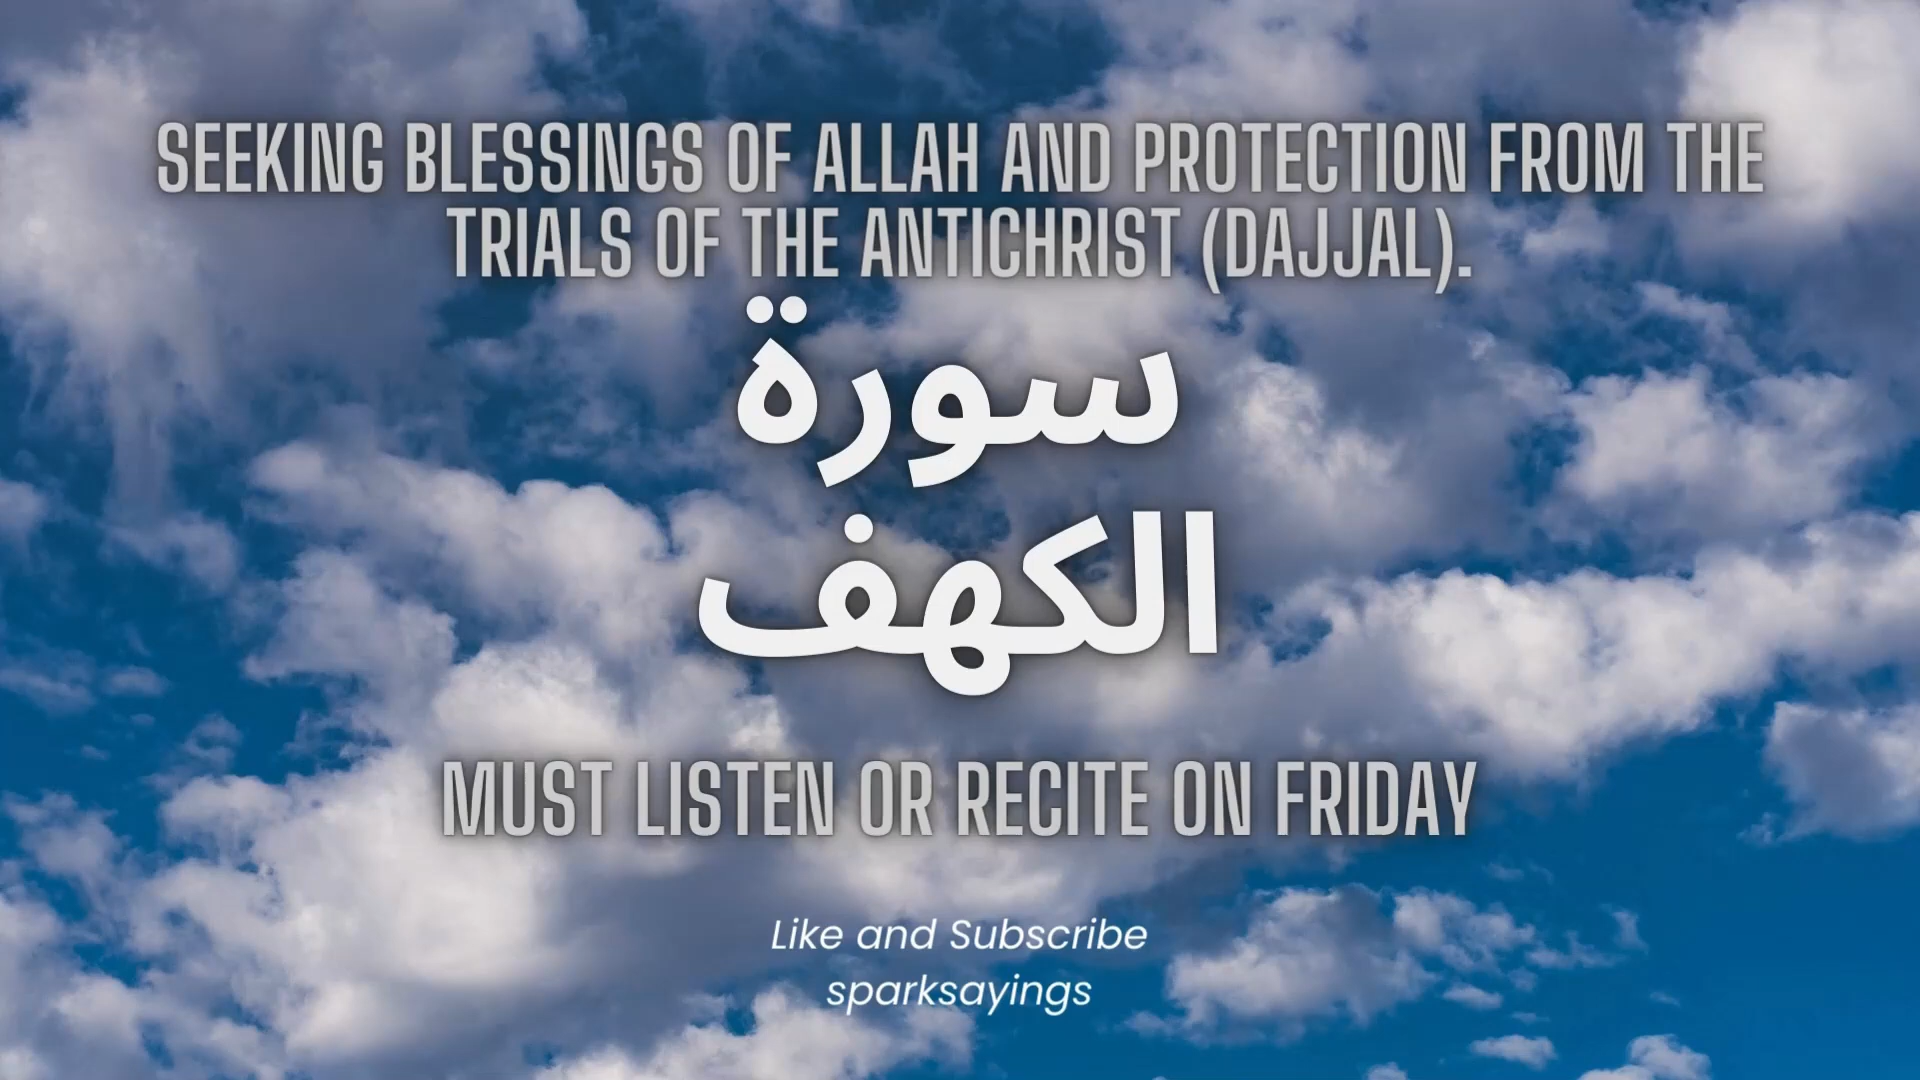 SEEKING BLESSINGS OF ALLAH AND PROTECTION FROM THE
TRIALS OF THE ANTICHRIST (DAJJAL).
سورة
الكهف
MUST LISTEN OR RECITE ON FRIDAY
Like and Subscribe
sparksayings